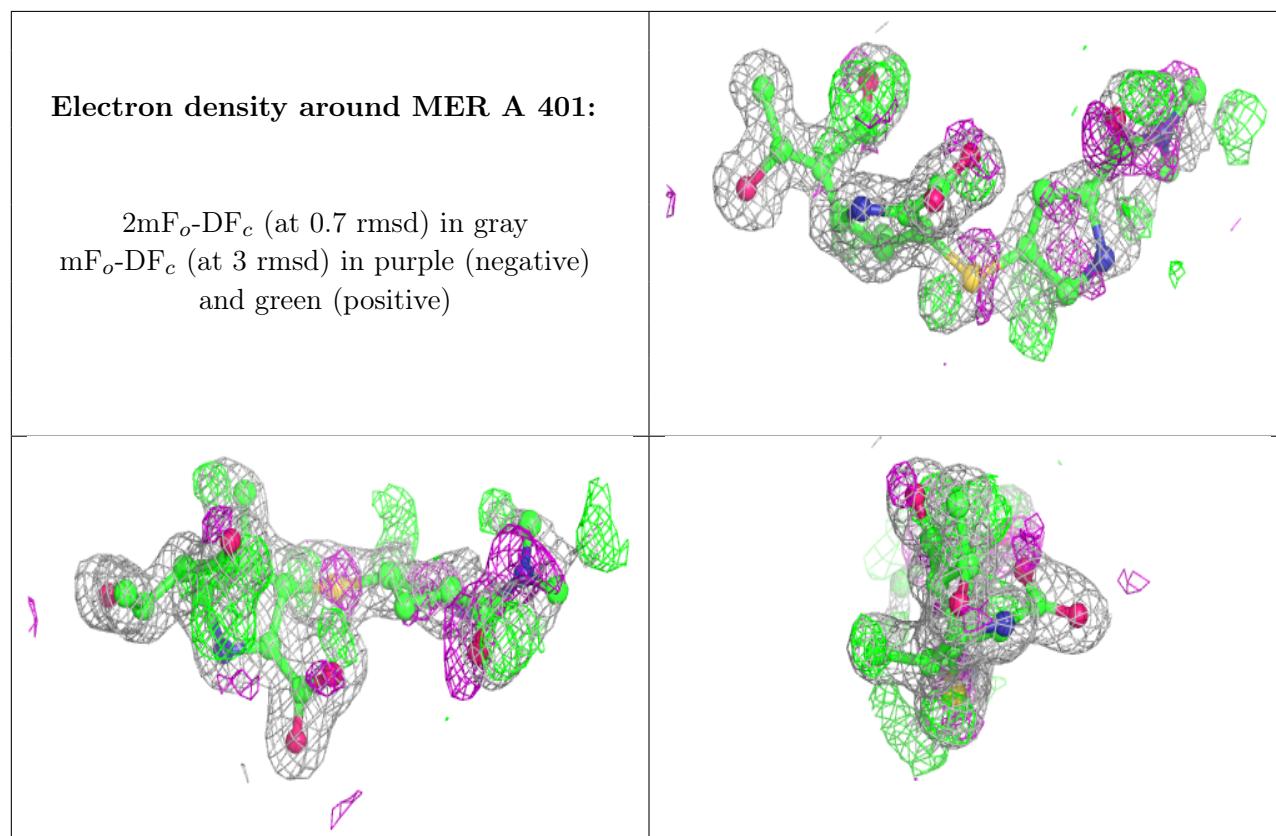 Electron density around MER A 401:
2mFo-DFc (at 0.7 rmsd) in gray
mFo-DFc (at 3 rmsd) in purple (negative)
and green (positive)